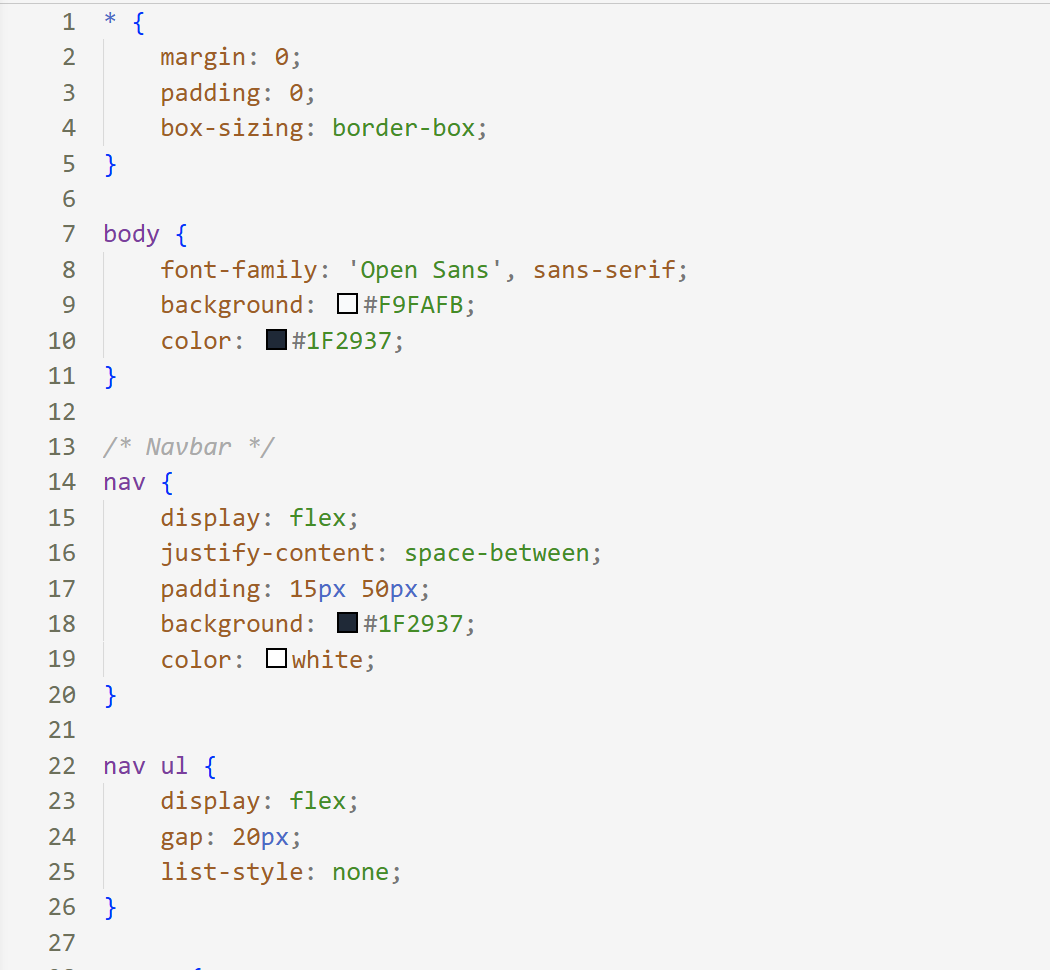 1 * {
2     margin: 0;
3     padding: 0;
4     box-sizing: border-box;
5 }
6
7 body {
8     font-family: 'Open Sans', sans-serif;
9     background: #F9FAFB;
10     color: #1F2937;
11 }
12
13 /* Navbar */
14 nav {
15     display: flex;
16     justify-content: space-between;
17     padding: 15px 50px;
18     background: #1F2937;
19     color: white;
20 }
21
22 nav ul {
23     display: flex;
24     gap: 20px;
25     list-style: none;
26 }
27